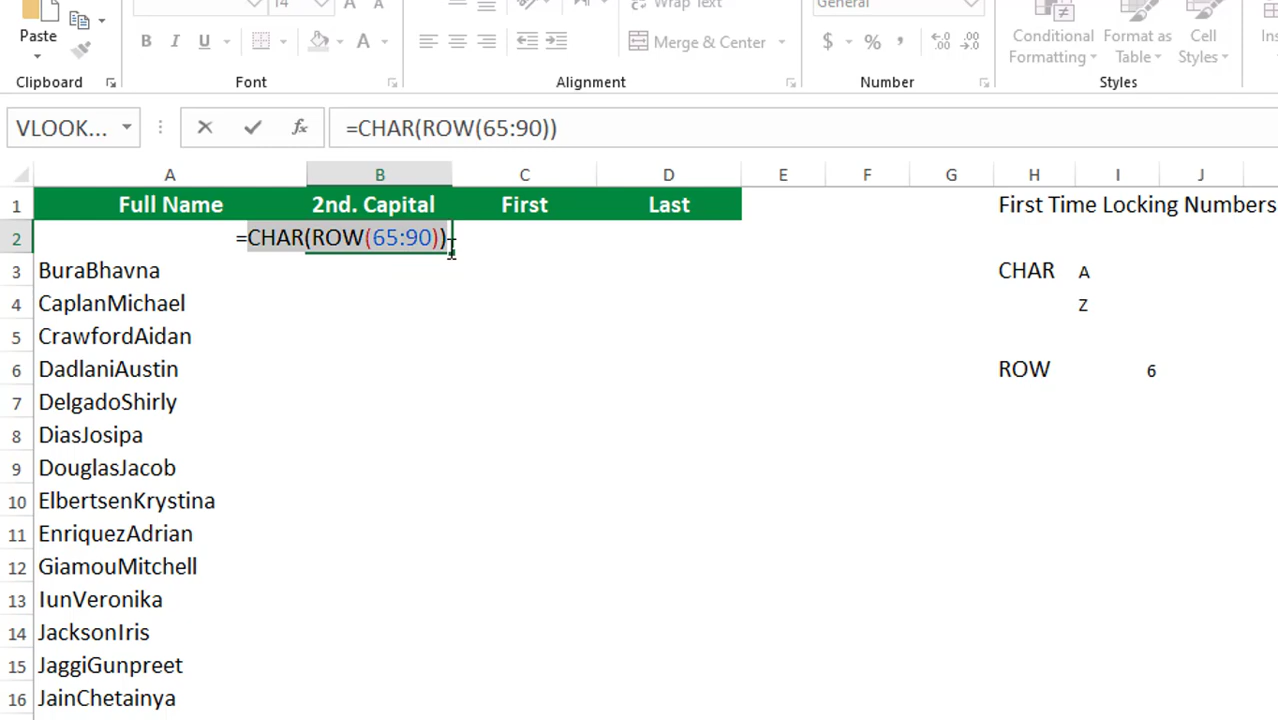 14 A A Wrap Text General
Paste B I U A Merge & Center $ % , Conditional Formatting Format as Table Cell Styles
Clipboard Font Alignment Number Styles
VLOOK... fx =CHAR(ROW(65:90))
A B C D E F G H I J
1 Full Name 2nd. Capital First Last First Time Locking Numbers
2 =CHAR(ROW(65:90))
3 BuraBhavna CHAR A
4 CaplanMichael Z
5 CrawfordAidan
6 DadlaniAustin ROW 6
7 DelgadoShirly
8 DiasJosipa
9 DouglasJacob
10 ElbertsenKrystina
11 EnriquezAdrian
12 GiamouMitchell
13 IunVeronika
14 JacksonIris
15 JaggiGunpreet
16 JainChetainya